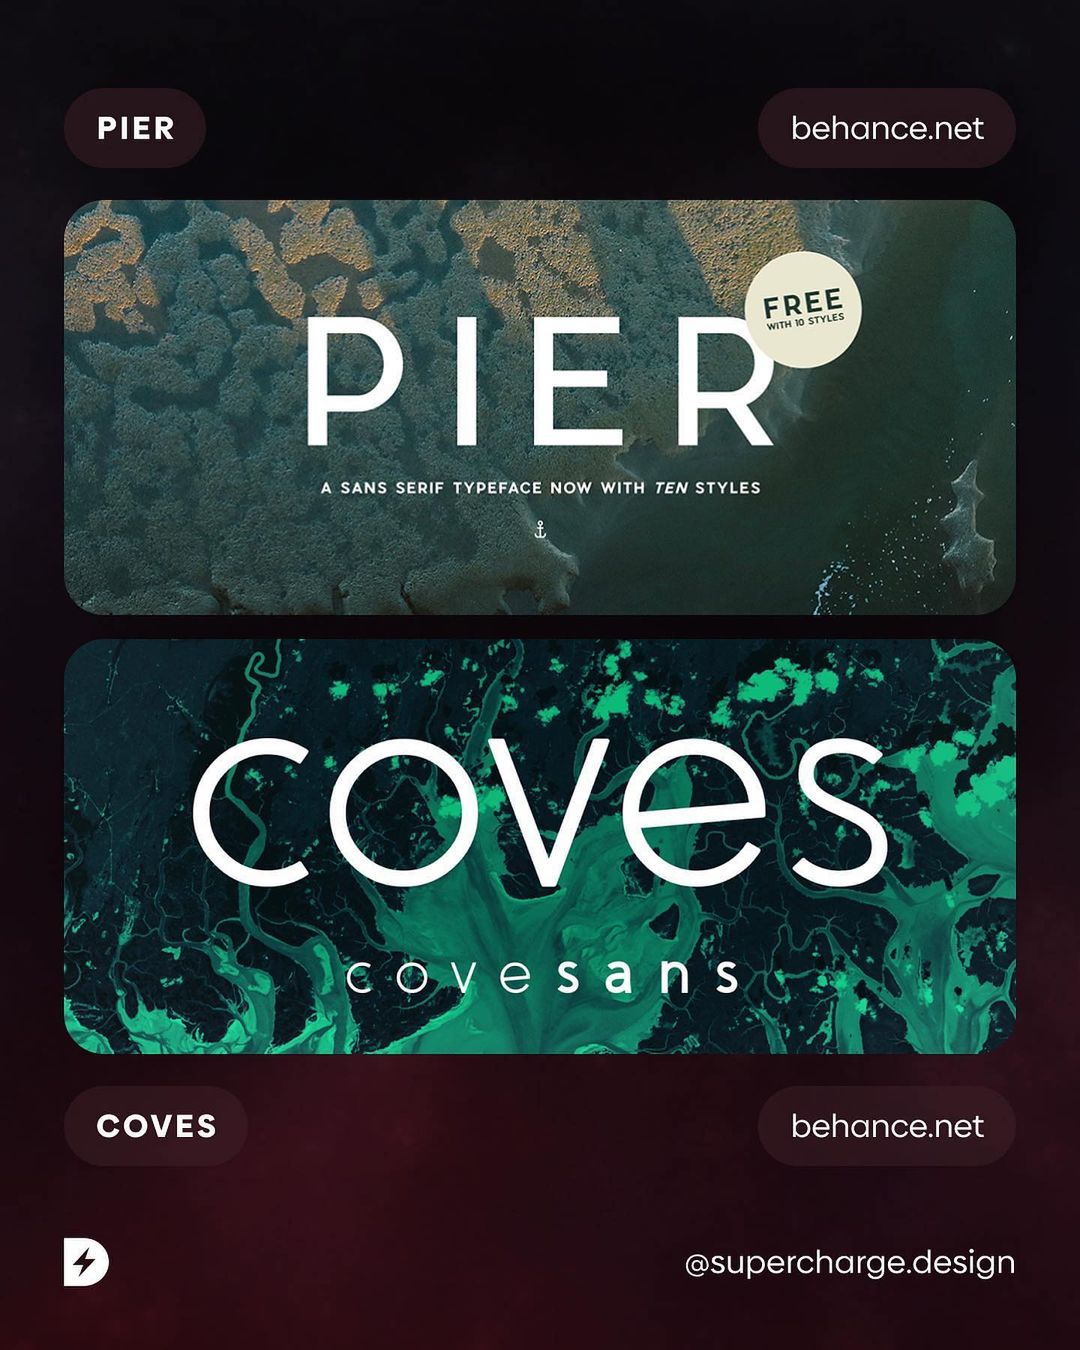 PIER
behance.net
FREE
WITH 10 STYLES
PIER
A SANS SERIF TYPEFACE NOW WITH TEN STYLES
coves
covesans
COVES
behance.net
@supercharge.design